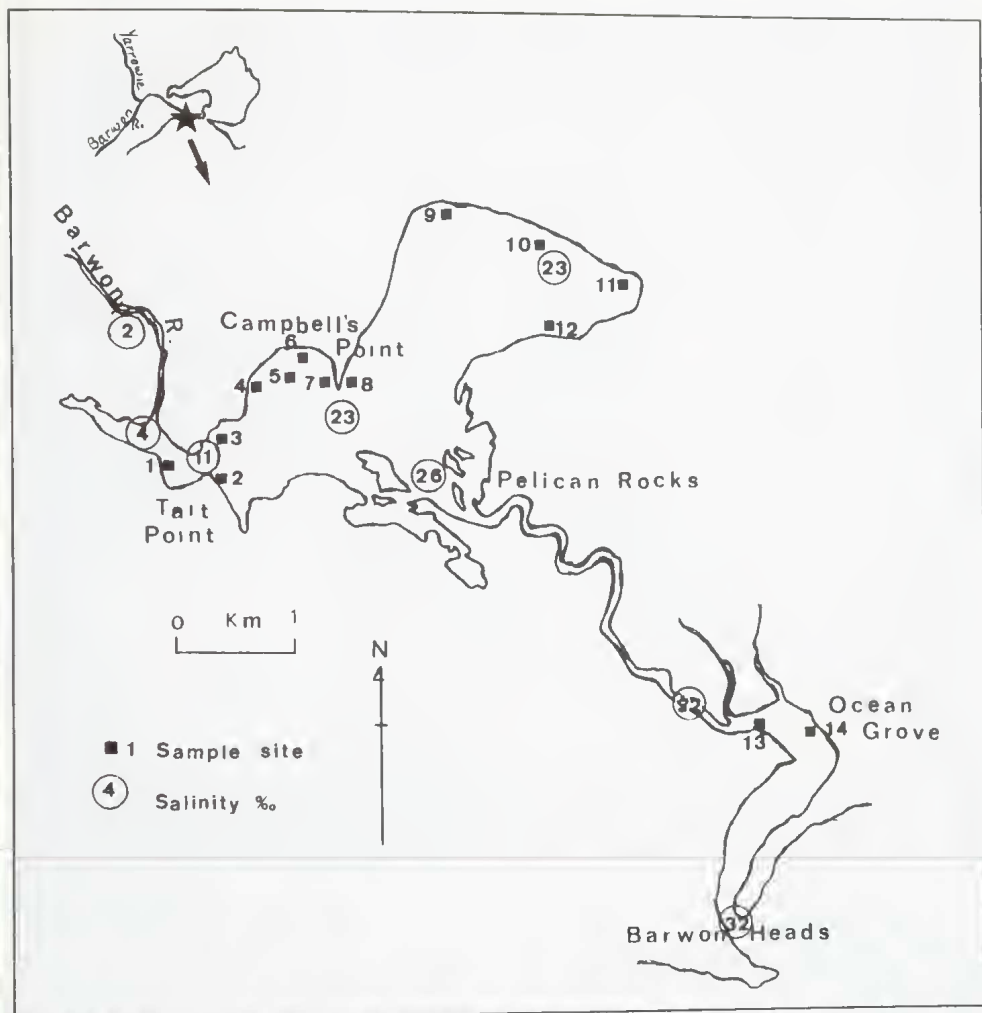 Yarrowie
Barwon
R.
Barwon
R.
2
4
11
Campbell's
Point
Tait
Point
1
2
3
4
5
6
7
8
23
9
10
23
11
12
26
Pelican Rocks
0 Km 1
N
1 Sample site
4 Salinity ‰
Ocean
Grove
13
14
32
Barwon Heads